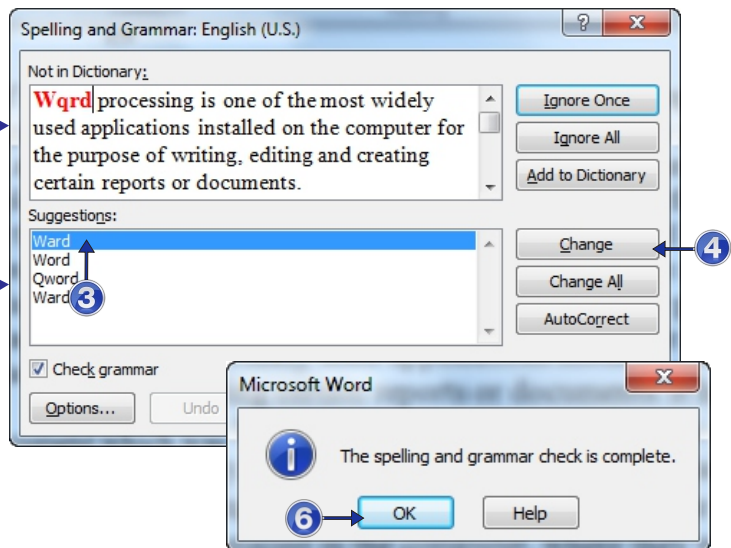 Spelling and Grammar: English (U.S.)
Not in Dictionary:
Wqrd processing is one of the most widely
used applications installed on the computer for
the purpose of writing, editing and creating
certain reports or documents.
Ignore Once
Ignore All
Add to Dictionary
Suggestions:
Ward
Word
Qword
Ward
3
Change
4
Change All
AutoCorrect
Check grammar
Options...
Undo
Microsoft Word
The spelling and grammar check is complete.
6
OK
Help